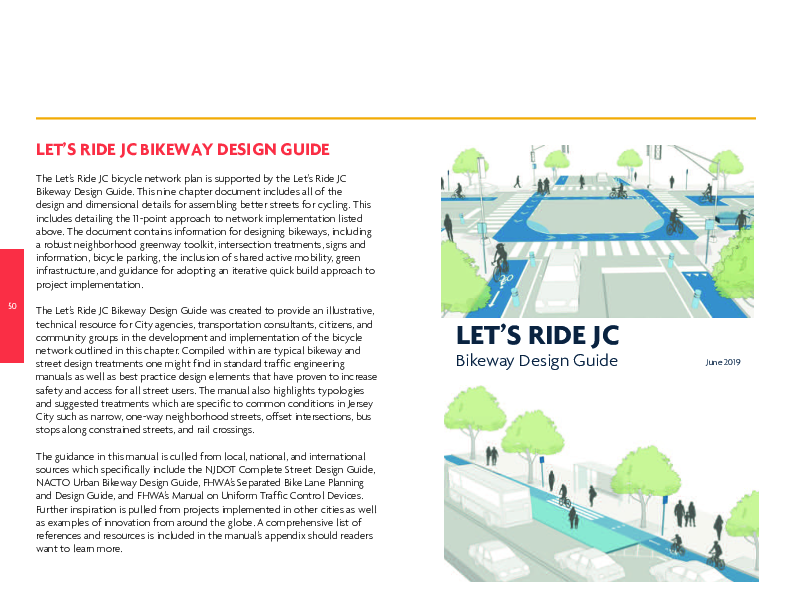 LET'S RIDE JC BIKEWAY DESIGN GUIDE
The Let's Ride JC bicycle network plan is supported by the Let's Ride JC
Bikeway Design Guide. This nine chapter document includes all of the
design and dimensional details for assembling better streets for cycling. This
includes detailing the 11-point approach to network implementation listed
above. The document contains information for designing bikeways, including
a robust neighborhood greenway toolkit, intersection treatments, signs and
information, bicycle parking, the inclusion of shared active mobility, green
infrastructure, and guidance for adopting an iterative quick build approach to
project implementation.
The Let's Ride JC Bikeway Design Guide was created to provide an illustrative,
technical resource for City agencies, transportation consultants, citizens, and
community groups in the development and implementation of the bicycle
network outlined in this chapter. Compiled within are typical bikeway and
street design treatments one might find in standard traffic engineering
manuals as well as best practice design elements that have proven to increase
safety and access for all street users. The manual also highlights typologies
and suggested treatments which are specific to common conditions in Jersey
City such as narrow, one-way neighborhood streets, offset intersections, bus
stops along constrained streets, and rail crossings.
The guidance in this manual is culled from local, national, and international
sources which specifically include the NJDOT Complete Street Design Guide,
NACTO Urban Bikeway Design Guide, FHWA's Separated Bike Lane Planning
and Design Guide, and FHWA's Manual on Uniform Traffic Control Devices.
Further inspiration is pulled from projects implemented in other cities as well
as examples of innovation from around the globe. A comprehensive list of
references and resources is included in the manual's appendix should readers
want to learn more.
50
LET'S RIDE JC
Bikeway Design Guide
June 2019